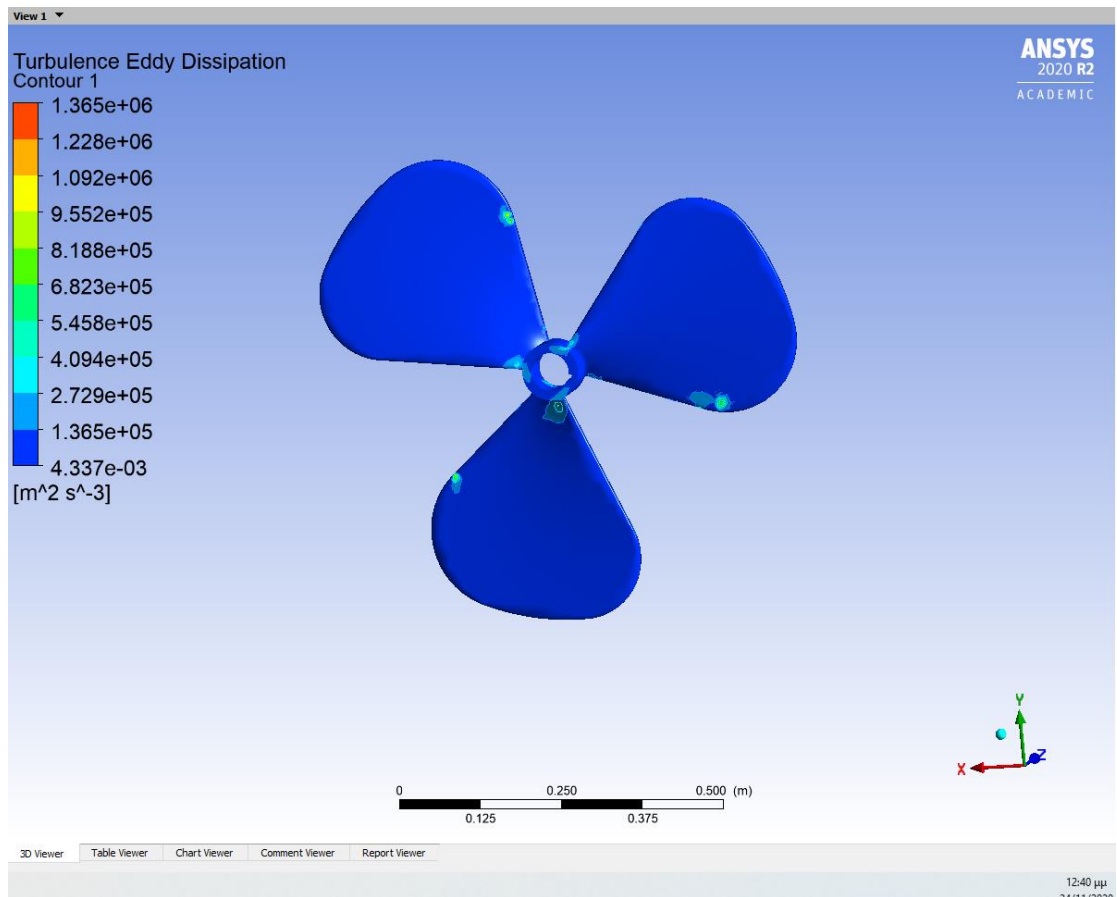 View 1
Turbulence Eddy Dissipation
Contour 1
1.365e+06
1.228e+06
1.092e+06
9.552e+05
8.188e+05
6.823e+05
5.458e+05
4.094e+05
2.729e+05
1.365e+05
4.337e-03
[m^2 s^-3]
ANSYS
2020 R2
ACADEMIC
Y
X
Z
0 0.250 0.500 (m)
0.125 0.375
3D Viewer Table Viewer Chart Viewer Comment Viewer Report Viewer
12:40 μμ
24/11/2020